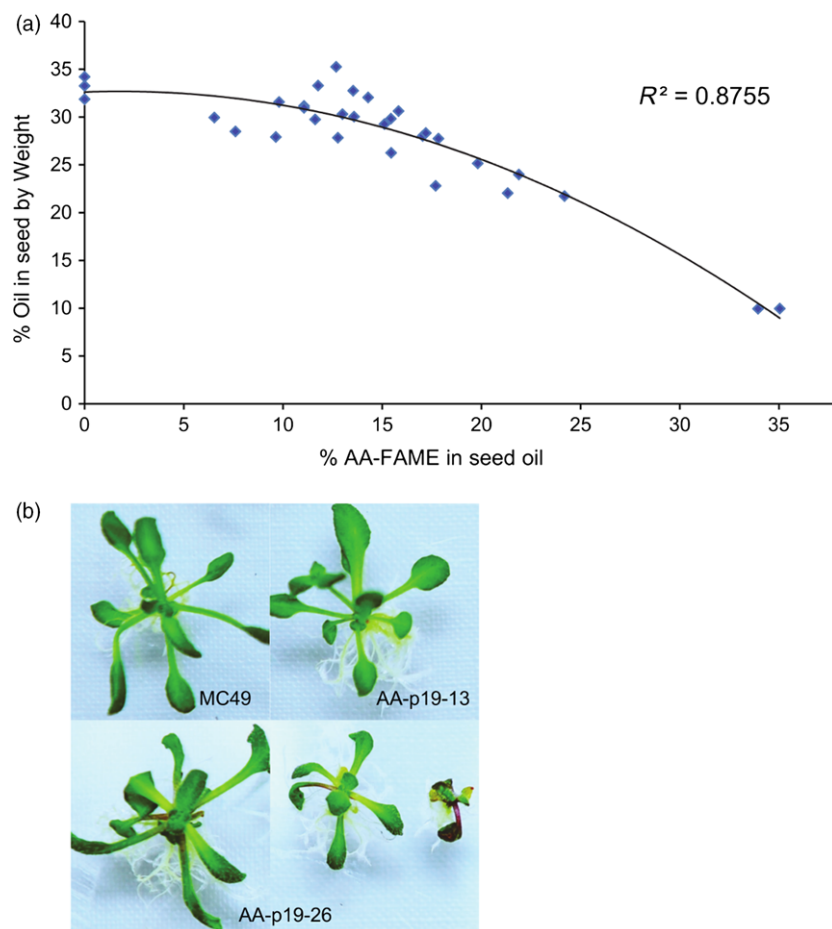 (a)
40
35
30
25
20
15
10
5
0
% Oil in seed by Weight
R² = 0.8755
0 5 10 15 20 25 30 35
% AA-FAME in seed oil
(b)
MC49
AA-p19-13
AA-p19-26